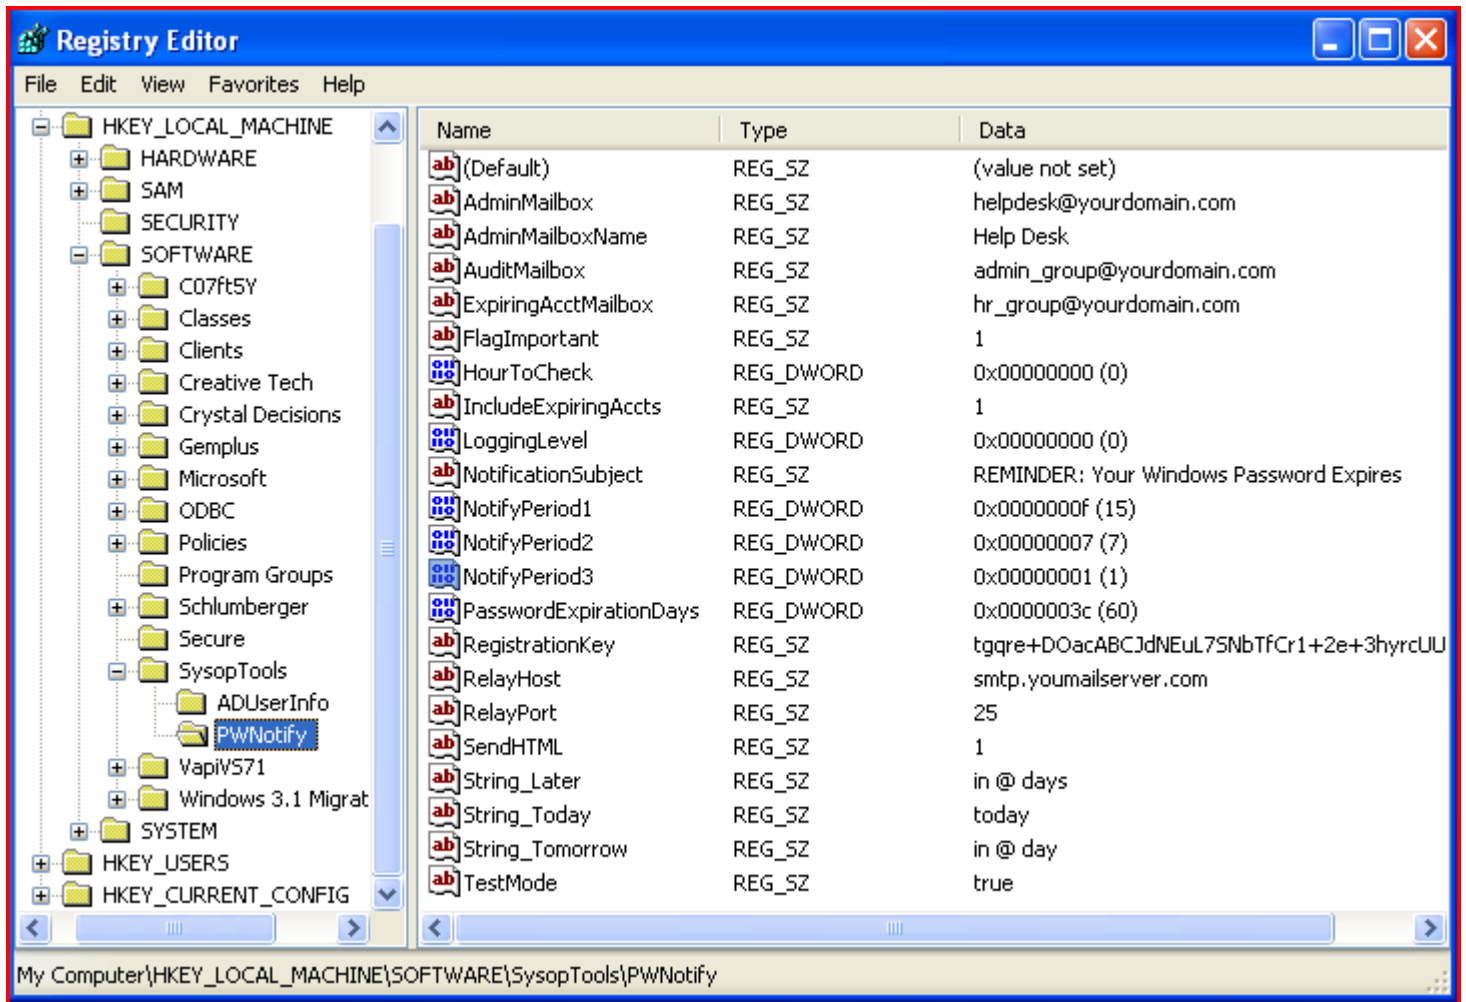 Registry Editor
File Edit View Favorites Help
HKEY_LOCAL_MACHINE
HARDWARE
SAM
SECURITY
SOFTWARE
C07ft5Y
Classes
Clients
Creative Tech
Crystal Decisions
Gemplus
Microsoft
ODBC
Policies
Program Groups
Schlumberger
Secure
SysopTools
ADUserInfo
PWNotify
VapiVS71
Windows 3.1 Migrat
SYSTEM
HKEY_USERS
HKEY_CURRENT_CONFIG
Name Type Data
(Default) REG_SZ (value not set)
AdminMailbox REG_SZ helpdesk@yourdomain.com
AdminMailboxName REG_SZ Help Desk
AuditMailbox REG_SZ admin_group@yourdomain.com
ExpiringAcctMailbox REG_SZ hr_group@yourdomain.com
FlagImportant REG_SZ 1
HourToCheck REG_DWORD 0x00000000 (0)
IncludeExpiringAccts REG_SZ 1
LoggingLevel REG_DWORD 0x00000000 (0)
NotificationSubject REG_SZ REMINDER: Your Windows Password Expires
NotifyPeriod1 REG_DWORD 0x0000000f (15)
NotifyPeriod2 REG_DWORD 0x00000007 (7)
NotifyPeriod3 REG_DWORD 0x00000001 (1)
PasswordExpirationDays REG_DWORD 0x0000003c (60)
RegistrationKey REG_SZ tgqre+DOacABCJdNEuL7SNbTfCr1+2e+3hyrcUU
RelayHost REG_SZ smtp.youmailserver.com
RelayPort REG_SZ 25
SendHTML REG_SZ 1
String_Later REG_SZ in @ days
String_Today REG_SZ today
String_Tomorrow REG_SZ in @ day
TestMode REG_SZ true
My Computer\HKEY_LOCAL_MACHINE\SOFTWARE\SysopTools\PWNotify